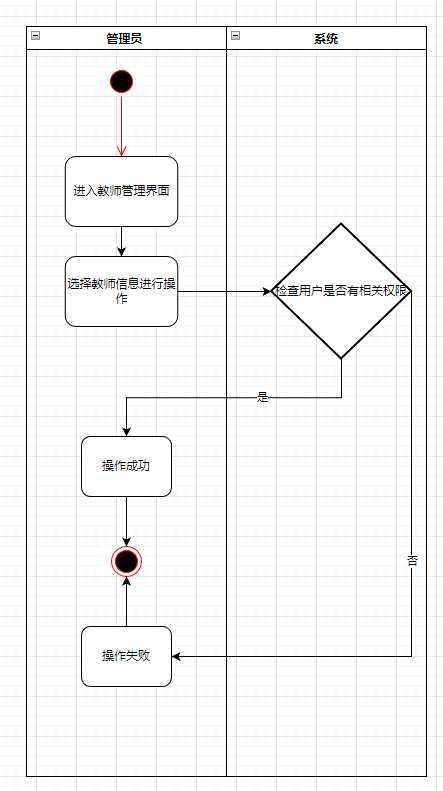 管理员
系统
进入教师管理界面
选择教师信息进行操
作
检查用户是否有相关权限
是
操作成功
否
操作失败